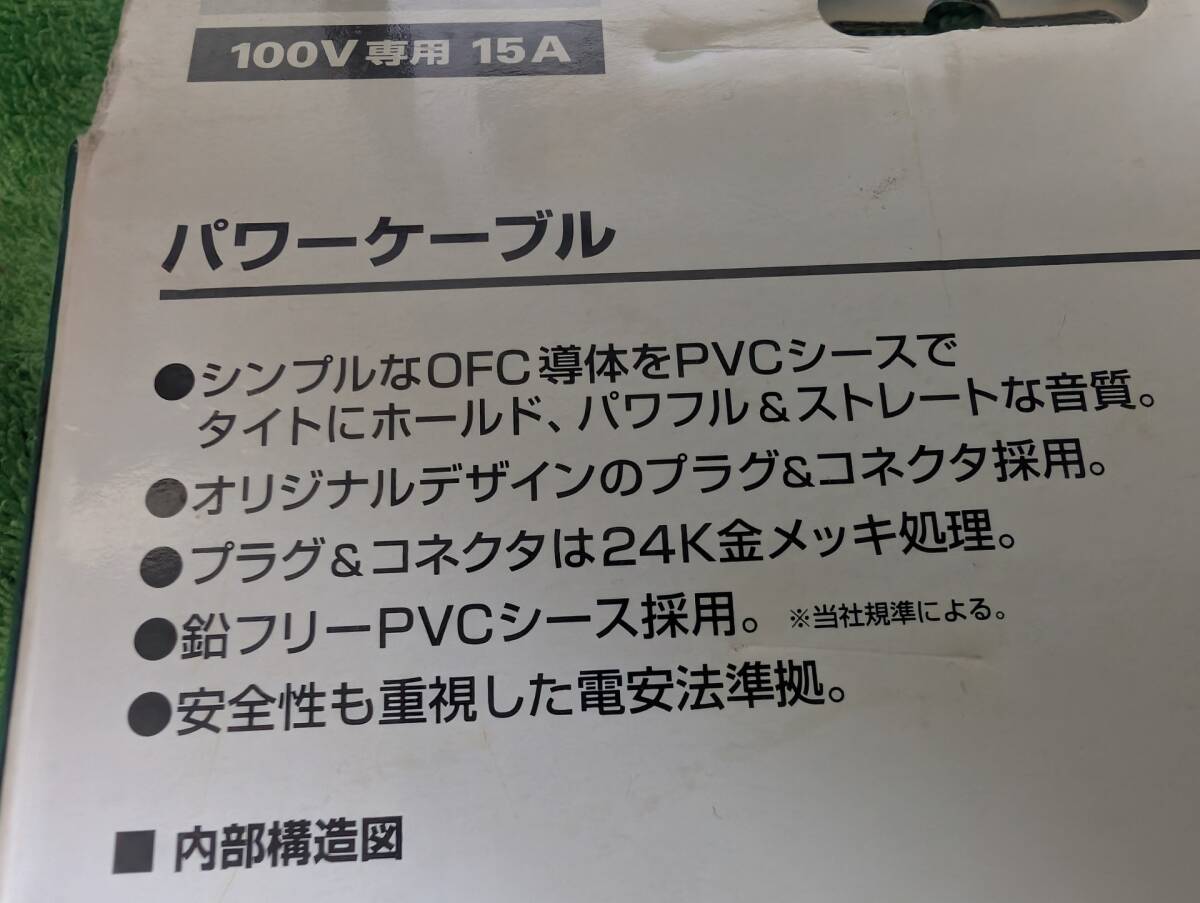 100V専用 15A
パワーケーブル
●シンプルなOFC導体をPVCシースで
タイトにホールド、パワフル&ストレートな音質。
●オリジナルデザインのプラグ&コネクタ採用。
●プラグ&コネクタは24K金メッキ処理。
●鉛フリーPVCシース採用。 ※当社規準による。
●安全性も重視した電安法準拠。
■ 内部構造図